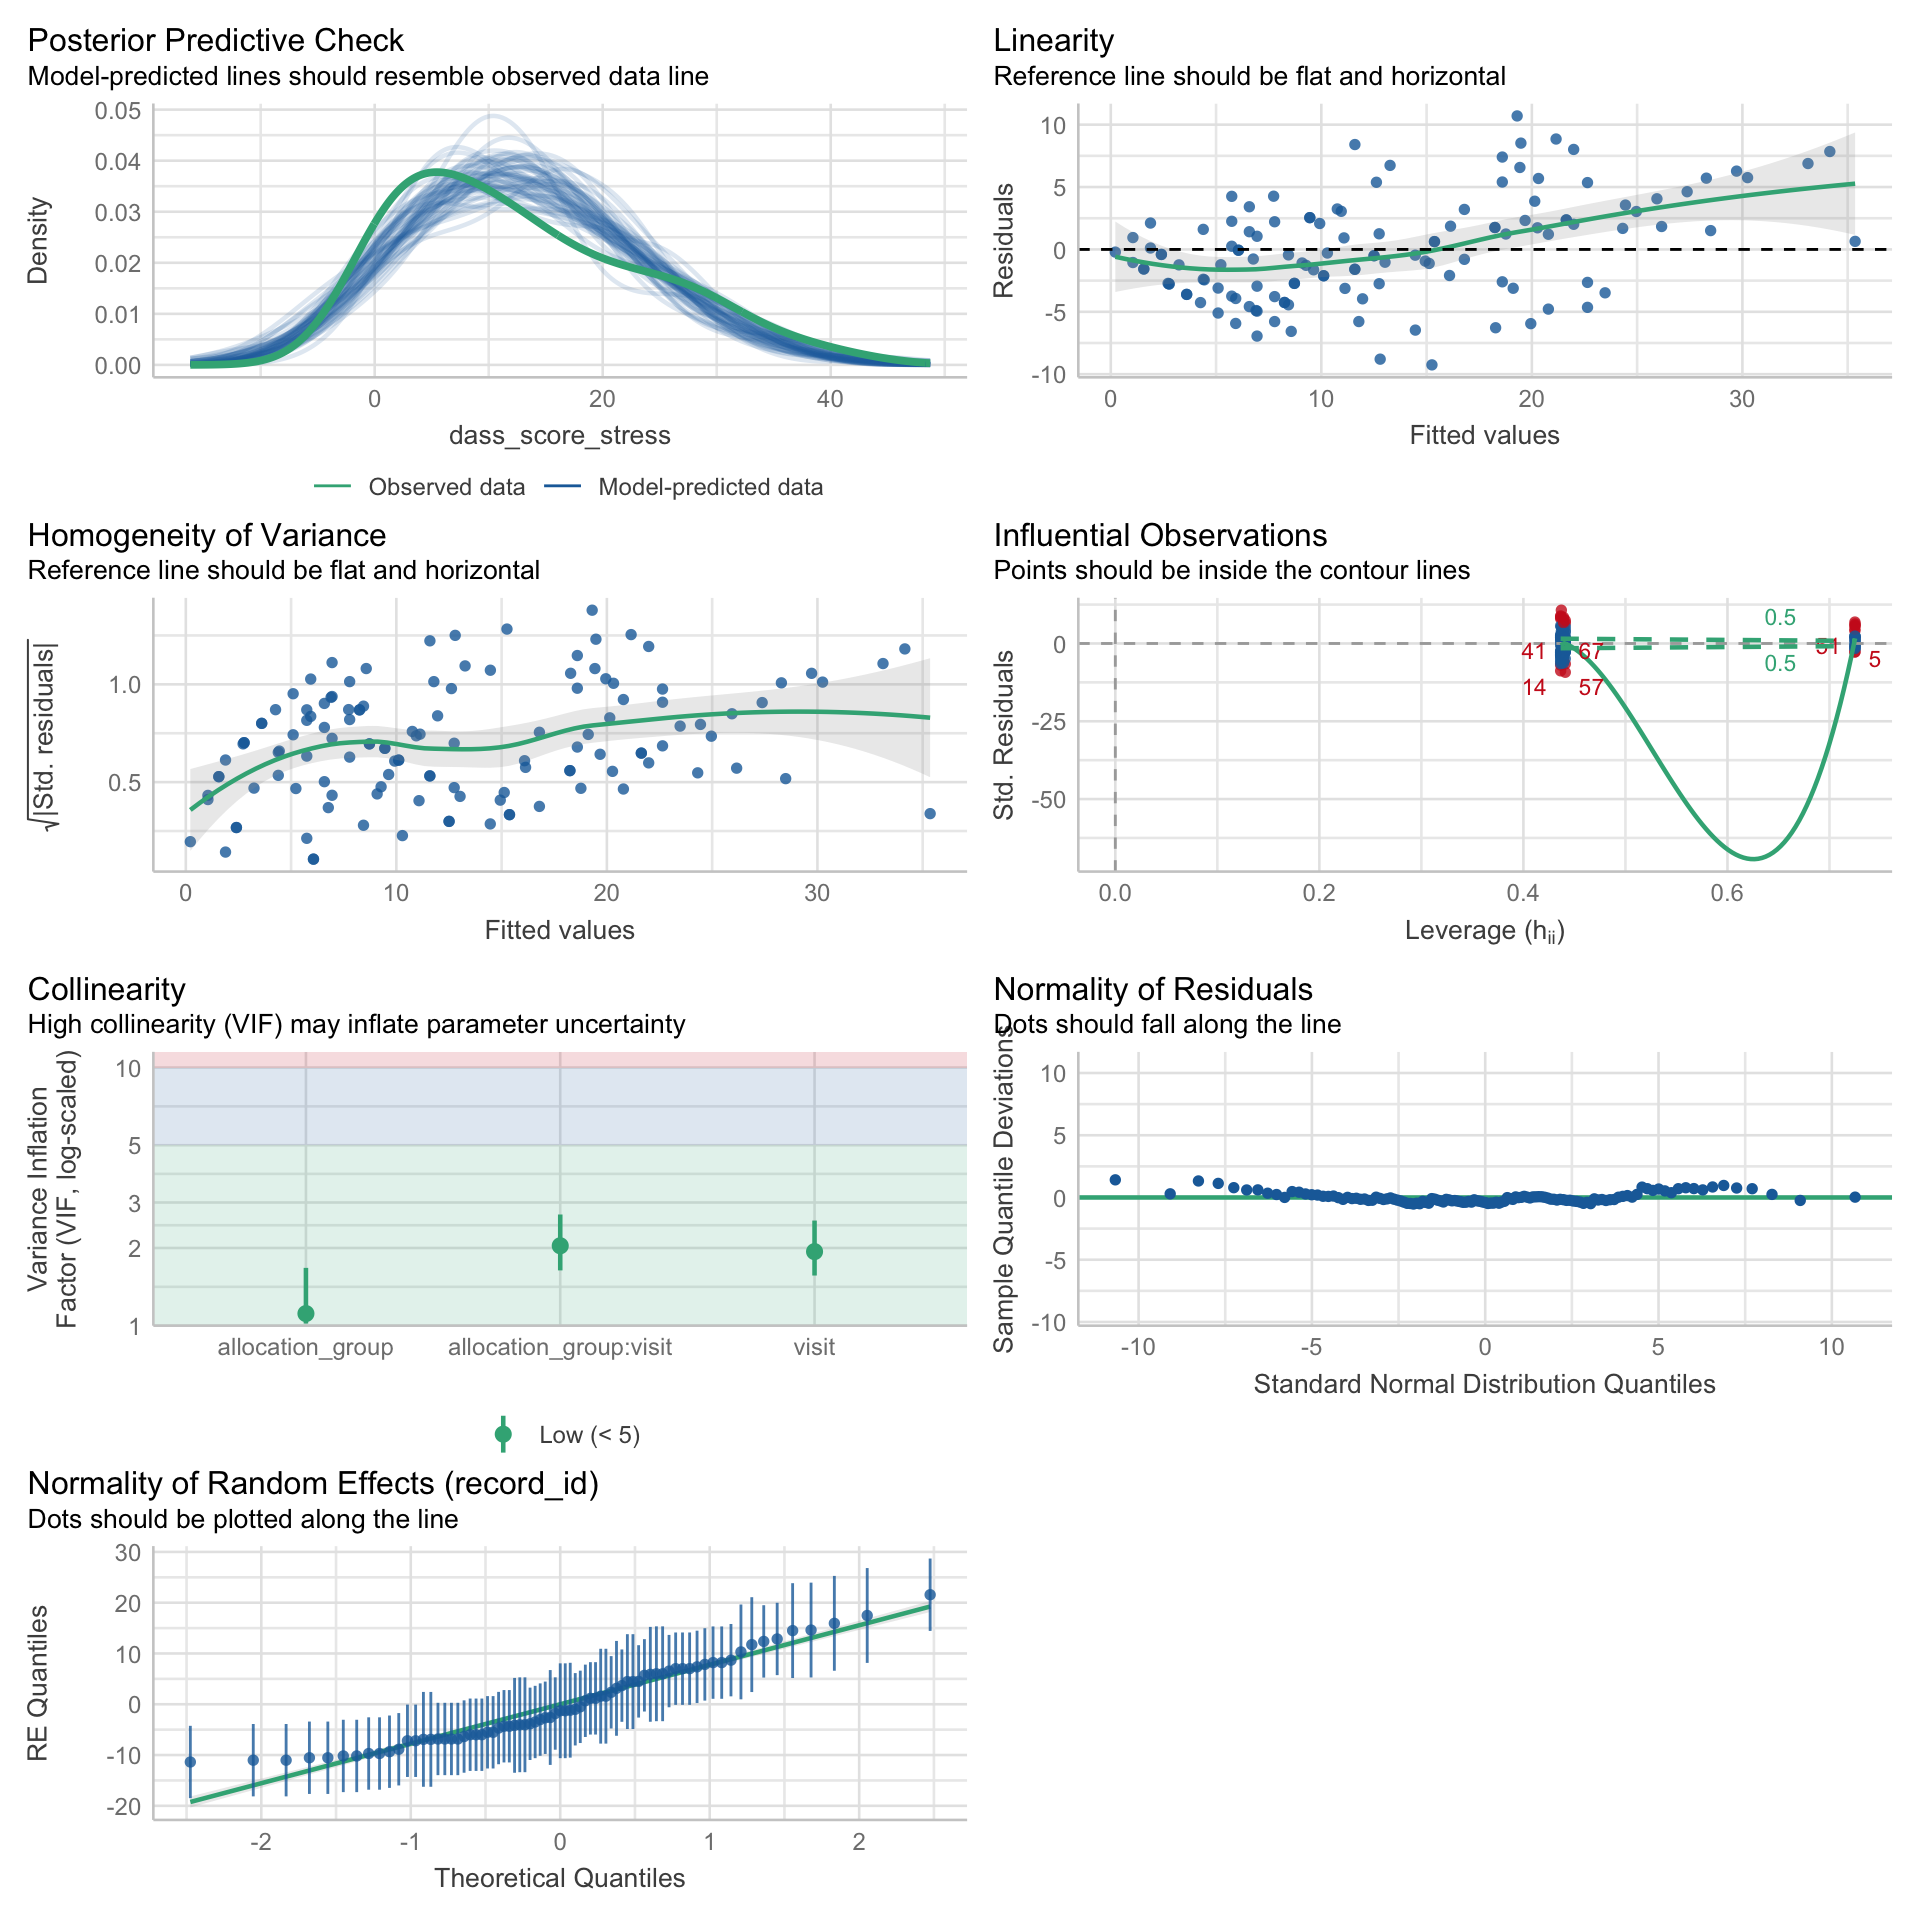 Posterior Predictive Check
Model-predicted lines should resemble observed data line
0.05
0.04
0.03
0.02
0.01
0.00
Density
0
20
40
dass_score_stress
Observed data
Model-predicted data
Linearity
Reference line should be flat and horizontal
10
5
0
-5
-10
Residuals
0
10
20
30
Fitted values
Homogeneity of Variance
Reference line should be flat and horizontal
1.0
0.5
√|Std. residuals|
0
10
20
30
Fitted values
Influential Observations
Points should be inside the contour lines
0
-25
-50
Std. Residuals
0.5
0.5
41
67
14
57
51
5
0.0
0.2
0.4
0.6
Leverage (hii)
Collinearity
High collinearity (VIF) may inflate parameter uncertainty
10
5
3
2
1
Variance Inflation
Factor (VIF, log-scaled)
allocation_group
allocation_group:visit
visit
Low (< 5)
Normality of Residuals
Dots should fall along the line
10
5
0
-5
-10
Sample Quantile Deviations
-10
-5
0
5
10
Standard Normal Distribution Quantiles
Normality of Random Effects (record_id)
Dots should be plotted along the line
30
20
10
0
-10
-20
RE Quantiles
-2
-1
0
1
2
Theoretical Quantiles